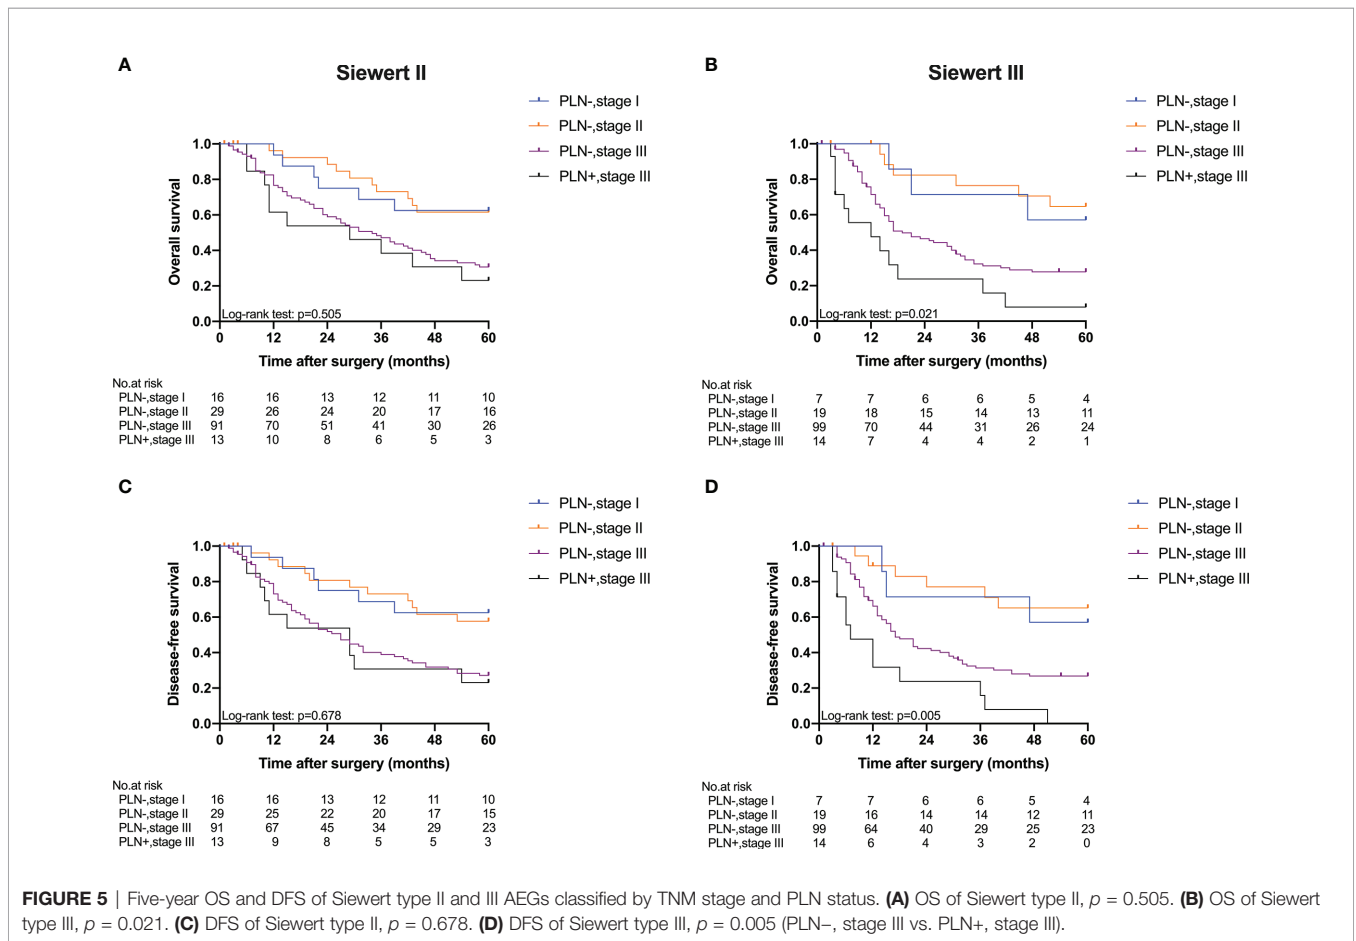 A
Siewert II
PLN-,stage I
PLN-,stage II
PLN-,stage III
PLN+,stage III
Overall survival
1.0
0.8
0.6
0.4
0.2
0.0
Log-rank test: p=0.505
0 12 24 36 48 60
Time after surgery (months)
No.at risk
PLN-,stage I 16 16 13 12 11 10
PLN-,stage II 29 26 24 20 17 16
PLN-,stage III 91 70 51 41 30 26
PLN+,stage III 13 10 8 6 5 3
B
Siewert III
PLN-,stage I
PLN-,stage II
PLN-,stage III
PLN+,stage III
Overall survival
1.0
0.8
0.6
0.4
0.2
0.0
Log-rank test: p=0.021
0 12 24 36 48 60
Time after surgery (months)
No.at risk
PLN-,stage I 7 7 6 6 5 4
PLN-,stage II 19 18 15 14 13 11
PLN-,stage III 99 70 44 31 26 24
PLN+,stage III 14 7 4 4 2 1
C
PLN-,stage I
PLN-,stage II
PLN-,stage III
PLN+,stage III
Disease-free survival
1.0
0.8
0.6
0.4
0.2
0.0
Log-rank test: p=0.678
0 12 24 36 48 60
Time after surgery (months)
No.at risk
PLN-,stage I 16 16 13 12 11 10
PLN-,stage II 29 25 22 20 17 15
PLN-,stage III 91 67 45 34 29 23
PLN+,stage III 13 9 8 5 5 3
D
PLN-,stage I
PLN-,stage II
PLN-,stage III
PLN+,stage III
Disease-free survival
1.0
0.8
0.6
0.4
0.2
0.0
Log-rank test: p=0.005
0 12 24 36 48 60
Time after surgery (months)
No.at risk
PLN-,stage I 7 7 6 6 5 4
PLN-,stage II 19 16 14 14 12 11
PLN-,stage III 99 64 40 29 25 23
PLN+,stage III 14 6 4 3 2 0
FIGURE 5 | Five-year OS and DFS of Siewert type II and III AEGs classified by TNM stage and PLN status. (A) OS of Siewert type II, p = 0.505. (B) OS of Siewert
type III, p = 0.021. (C) DFS of Siewert type II, p = 0.678. (D) DFS of Siewert type III, p = 0.005 (PLN−, stage III vs. PLN+, stage III).